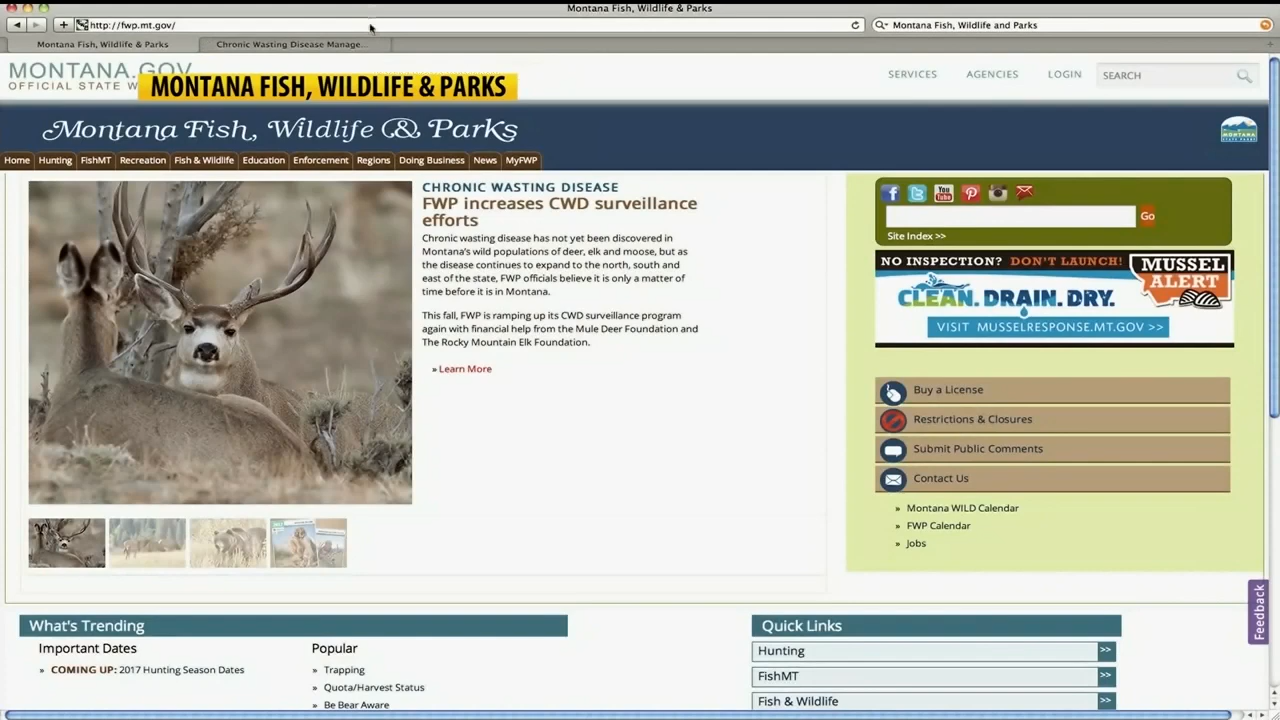 Montana Fish, Wildlife & Parks
http://fwp.mt.gov/
Montana Fish, Wildlife and Parks
Montana Fish, Wildlife & Parks
Chronic Wasting Disease Manage...
MONTANA.GOV
OFFICIAL STATE W
MONTANA FISH, WILDLIFE & PARKS
SERVICES AGENCIES LOGIN SEARCH
Montana Fish, Wildlife & Parks
Home Hunting FishMT Recreation Fish & Wildlife Education Enforcement Regions Doing Business News MyFWP
CHRONIC WASTING DISEASE
FWP increases CWD surveillance
efforts
Chronic wasting disease has not yet been discovered in
Montana's wild populations of deer, elk and moose, but as
the disease continues to expand to the north, south and
east of the state, FWP officials believe it is only a matter of
time before it is in Montana.
This fall, FWP is ramping up its CWD surveillance program
again with financial help from the Mule Deer Foundation and
The Rocky Mountain Elk Foundation.
» Learn More
You
Tube
Go
Site Index >>
NO INSPECTION? DON'T LAUNCH!
MUSSEL
ALERT
CLEAN. DRAIN. DRY.
VISIT MUSSELRESPONSE.MT.GOV >>
Buy a License
Restrictions & Closures
Submit Public Comments
Contact Us
» Montana WILD Calendar
» FWP Calendar
» Jobs
Feedback
What's Trending
Important Dates
» COMING UP: 2017 Hunting Season Dates
Popular
» Trapping
» Quota/Harvest Status
» Be Bear Aware
Quick Links
Hunting >>
FishMT >>
Fish & Wildlife >>